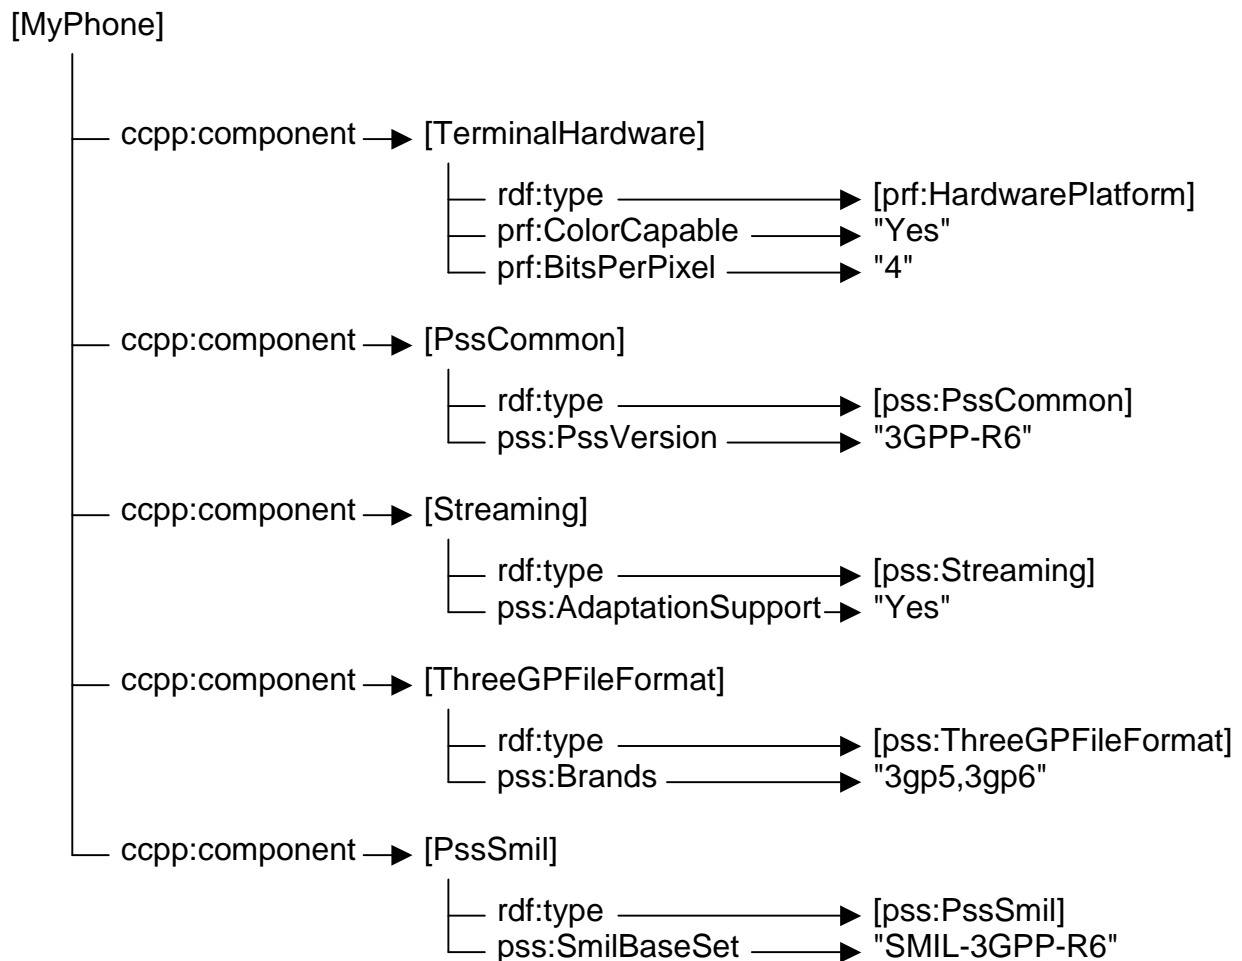 [MyPhone]
ccpp:component [TerminalHardware]
rdf:type [prf:HardwarePlatform]
prf:ColorCapable "Yes"
prf:BitsPerPixel "4"
ccpp:component [PssCommon]
rdf:type [pss:PssCommon]
pss:PssVersion "3GPP-R6"
ccpp:component [Streaming]
rdf:type [pss:Streaming]
pss:AdaptationSupport "Yes"
ccpp:component [ThreeGPFileFormat]
rdf:type [pss:ThreeGPFileFormat]
pss:Brands "3gp5,3gp6"
ccpp:component [PssSmil]
rdf:type [pss:PssSmil]
pss:SmilBaseSet "SMIL-3GPP-R6"